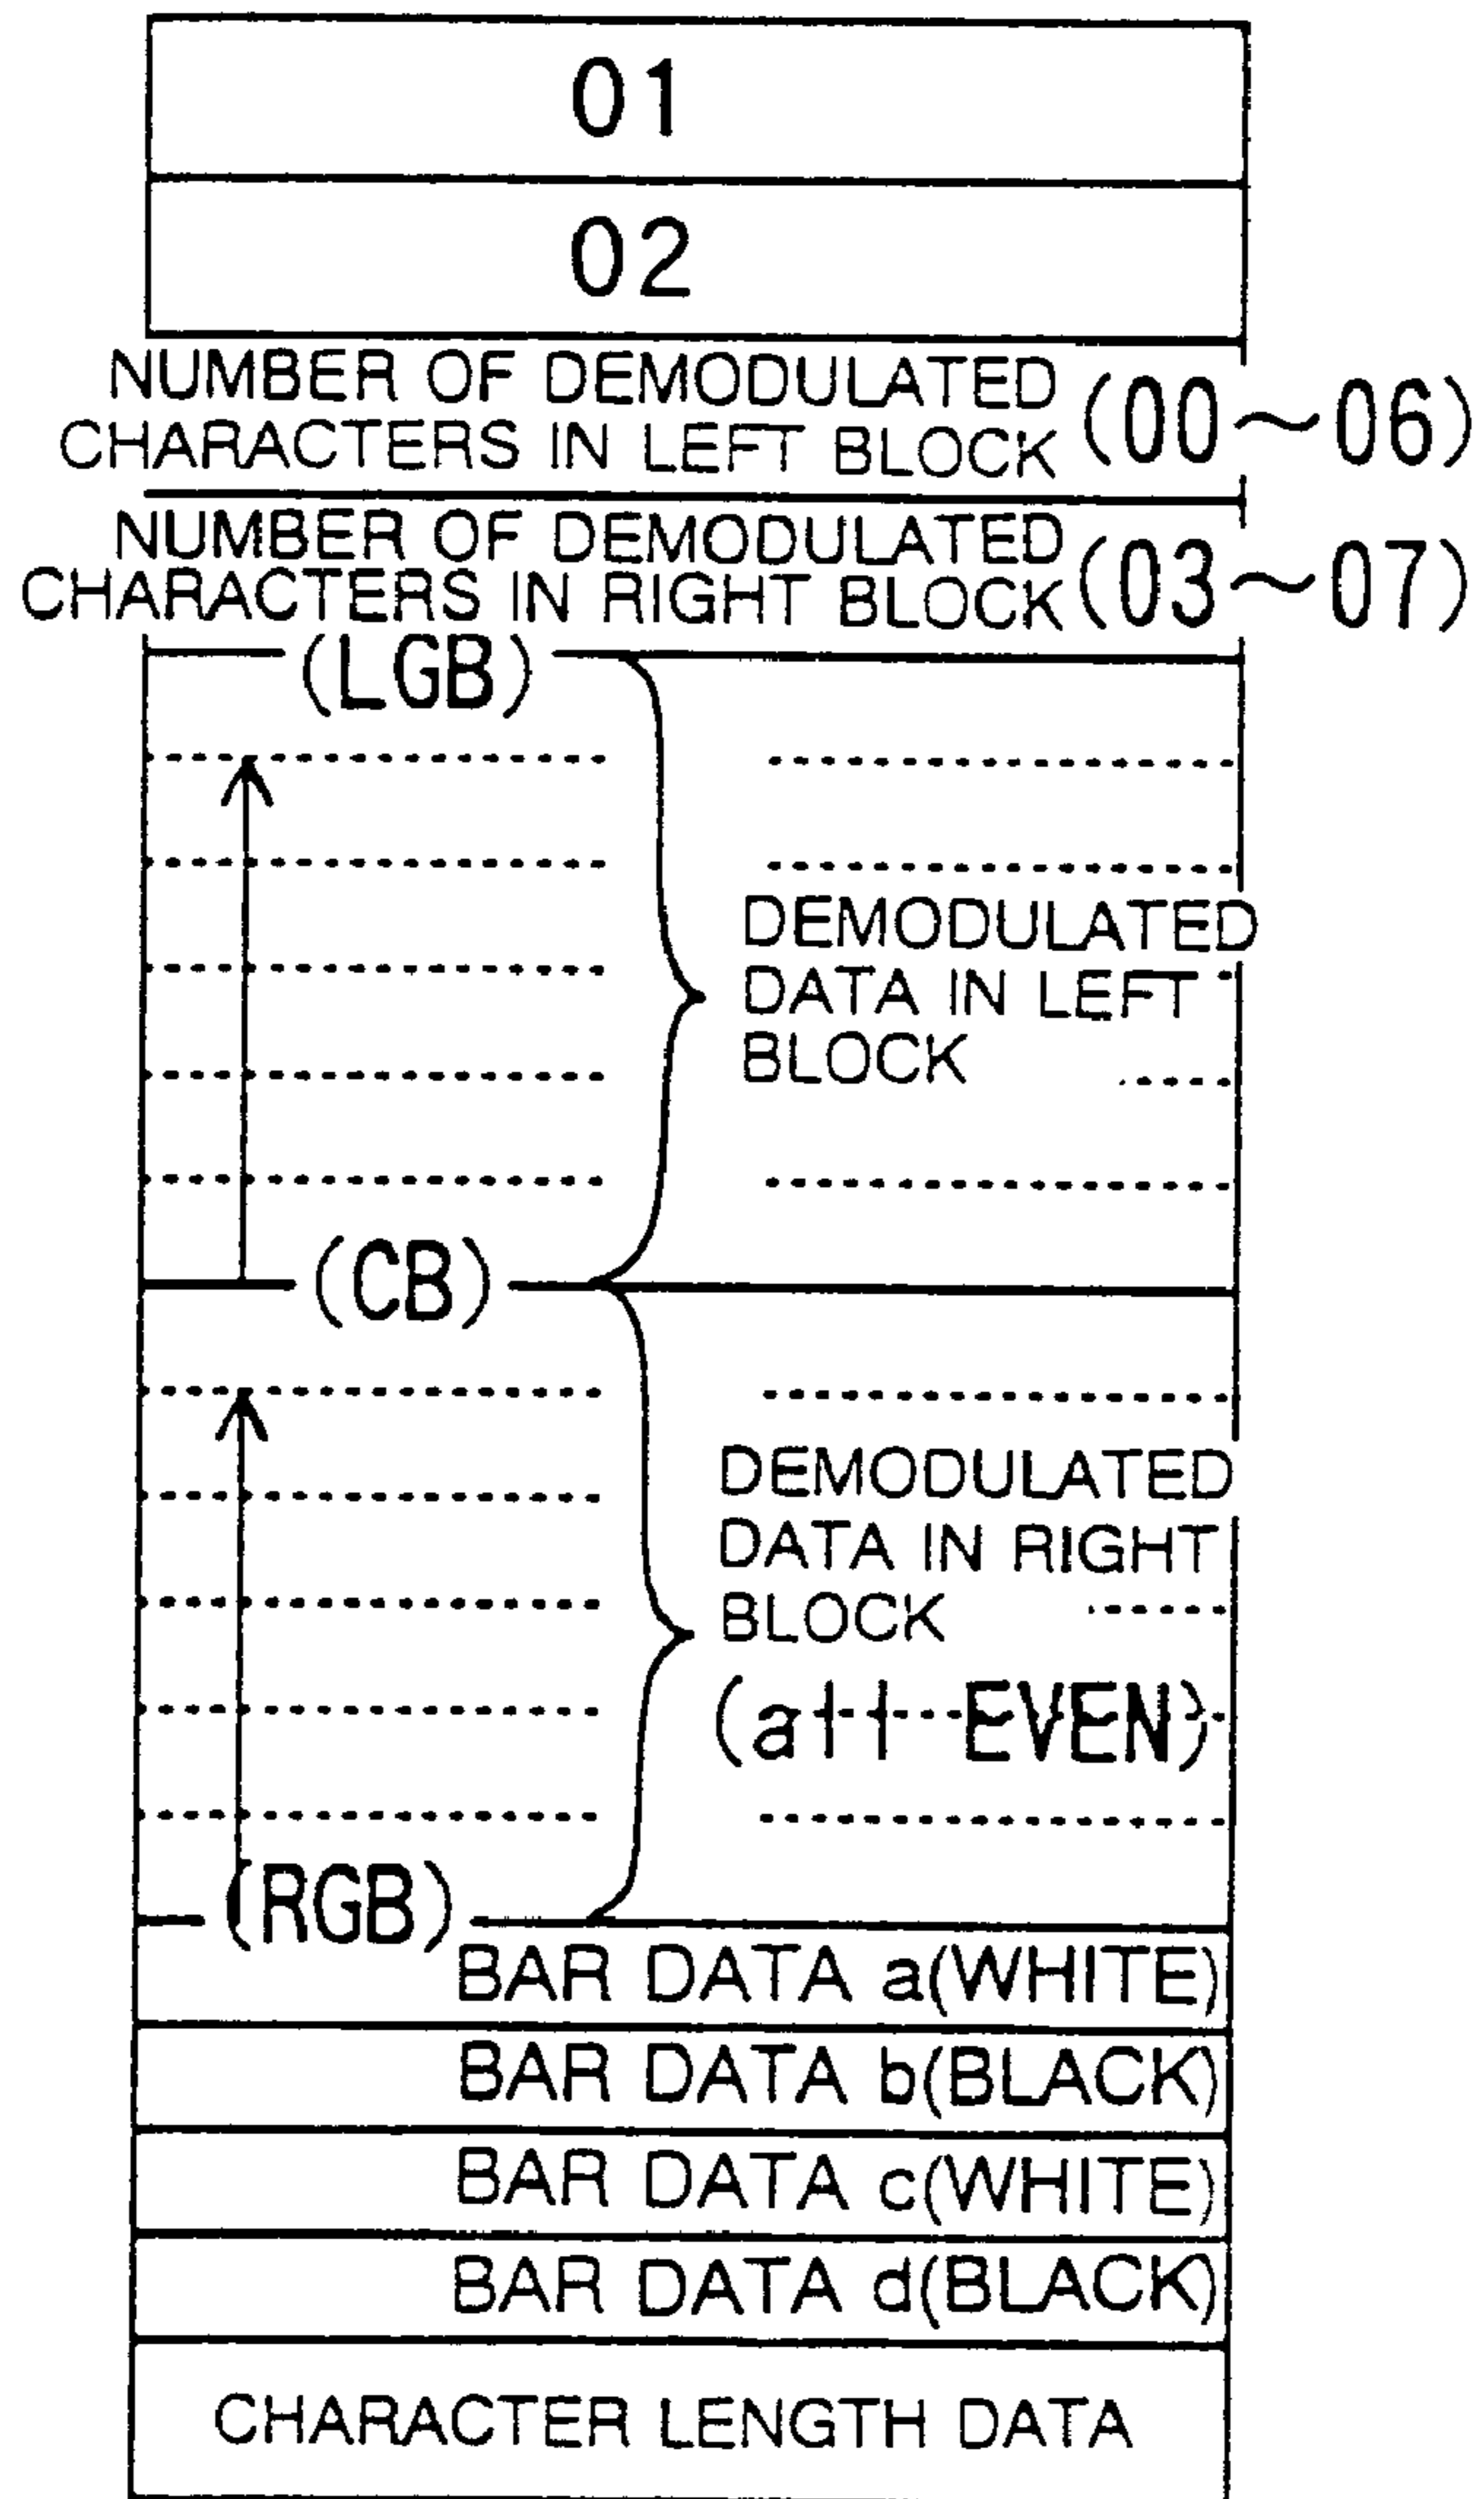 01
02
NUMBER OF DEMODULATED
CHARACTERS IN LEFT BLOCK (00~06)
NUMBER OF DEMODULATED
CHARACTERS IN RIGHT BLOCK (03~07)
(LGB)
DEMODULATED
DATA IN LEFT
BLOCK
(CB)
DEMODULATED
DATA IN RIGHT
BLOCK
(all EVEN)
(RGB)
BAR DATA a(WHITE)
BAR DATA b(BLACK)
BAR DATA c(WHITE)
BAR DATA d(BLACK)
CHARACTER LENGTH DATA